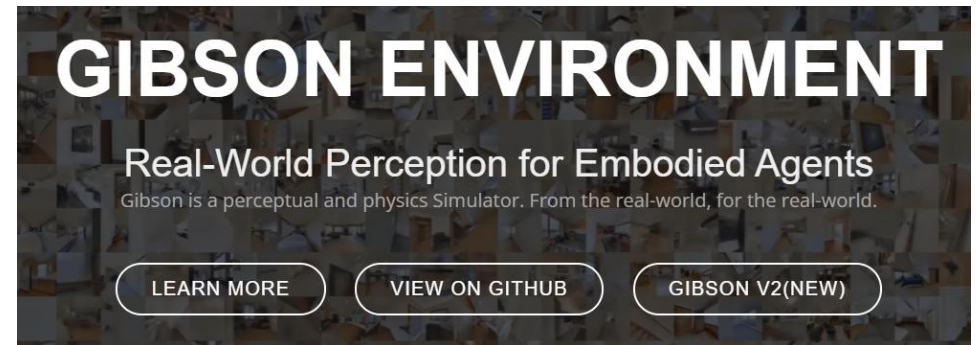 GIBSON ENVIRONMENT
Real-World Perception for Embodied Agents
Gibson is a perceptual and physics Simulator. From the real-world, for the real-world.
LEARN MORE VIEW ON GITHUB GIBSON V2(NEW)